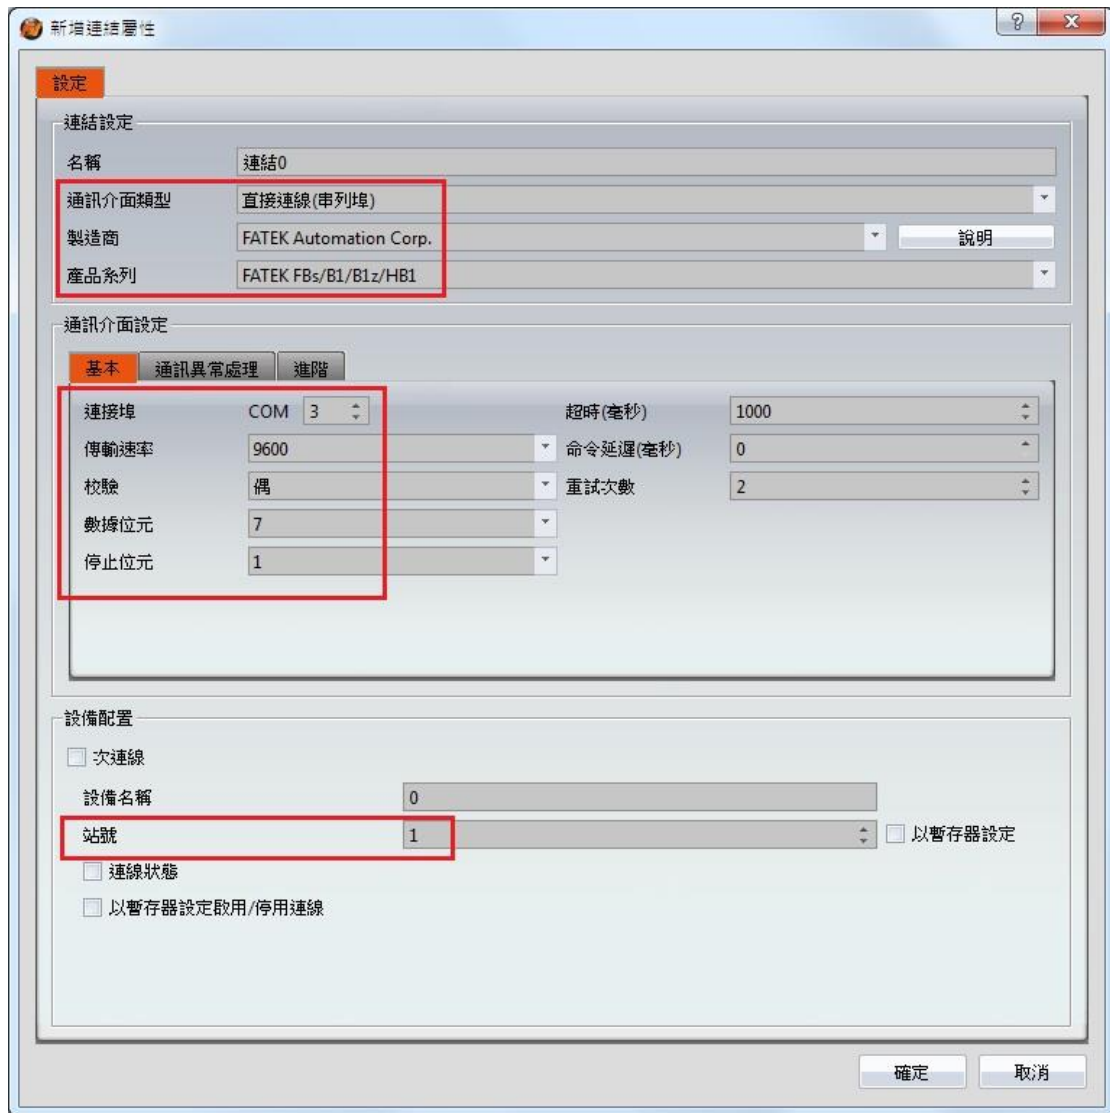 新增連結屬性
設定
連結設定
名稱 連結0
通訊介面類型 直接連線(串列埠)
製造商 FATEK Automation Corp. 說明
產品系列 FATEK FBs/B1/B1z/HB1
通訊介面設定
基本 通訊異常處理 進階
連接埠 COM 3 超時(毫秒) 1000
傳輸速率 9600 命令延遲(毫秒) 0
校驗 偶 重試次數 2
數據位元 7
停止位元 1
設備配置
次連線
設備名稱 0
站號 1 以暫存器設定
連線狀態
以暫存器設定啟用/停用連線
確定 取消